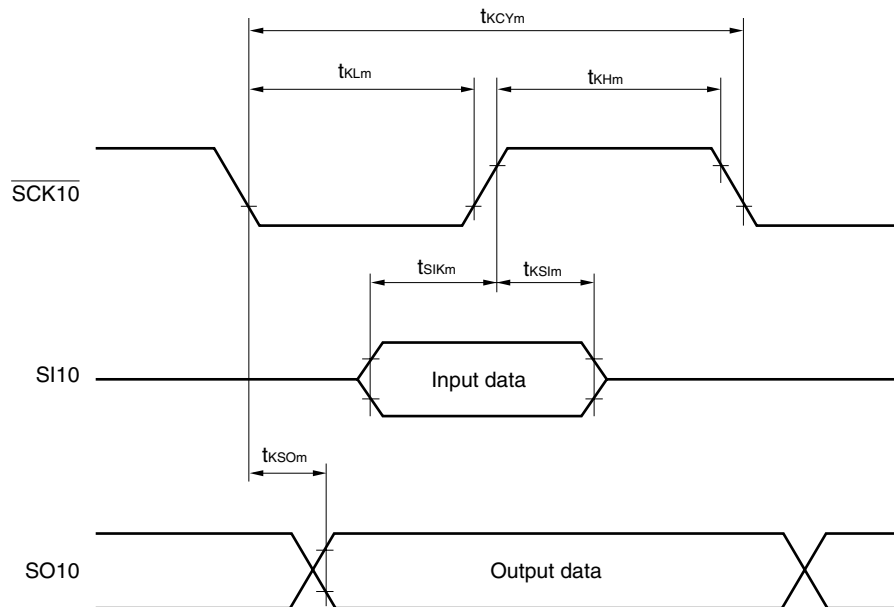 tKCYm
tKLm
tKHm
SCK10
tSIKm
tKSIm
SI10
Input data
tKSOm
SO10
Output data